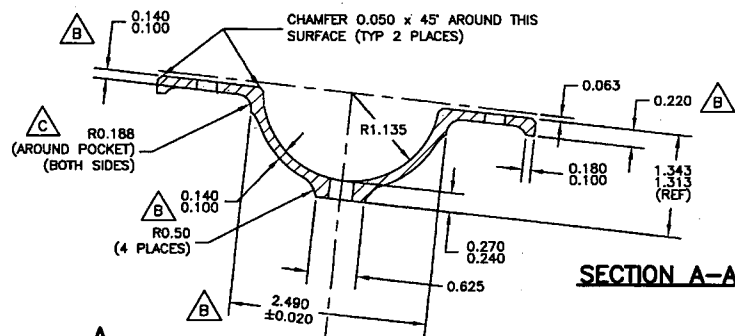 B
0.140
0.100
CHAMFER 0.050 x 45° AROUND THIS
SURFACE (TYP 2 PLACES)
0.063
0.220
B
C
R0.188
(AROUND POCKET)
(BOTH SIDES)
R1.135
0.180
0.100
1.343
1.313
(REF)
B
0.140
0.100
R0.50
(4 PLACES)
0.270
0.240
0.625
SECTION A-A
B
2.490
±0.020
A